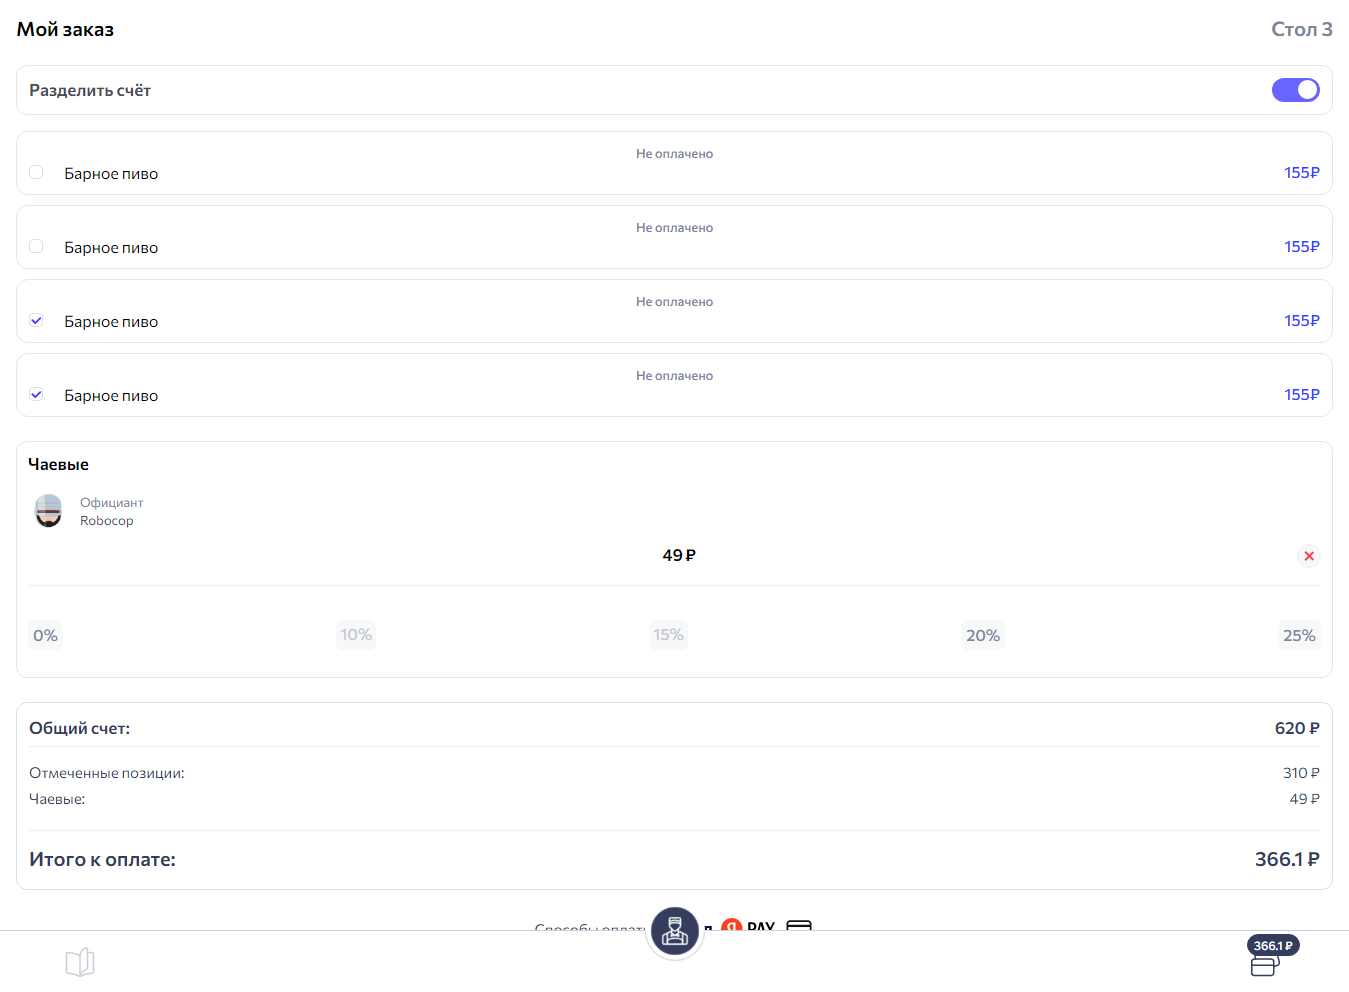 Мой заказ
Стол 3
Разделить счёт
Не оплачено
Барное пиво
155₽
Не оплачено
Барное пиво
155₽
Не оплачено
Барное пиво
155₽
Не оплачено
Барное пиво
155₽
Чаевые
Официант
Robocop
49 ₽
0%
10%
15%
20%
25%
Общий счет:
620 ₽
Отмеченные позиции:
310 ₽
Чаевые:
49 ₽
Итого к оплате:
366.1 ₽
Способы оплаты
Я PAY
366.1 ₽